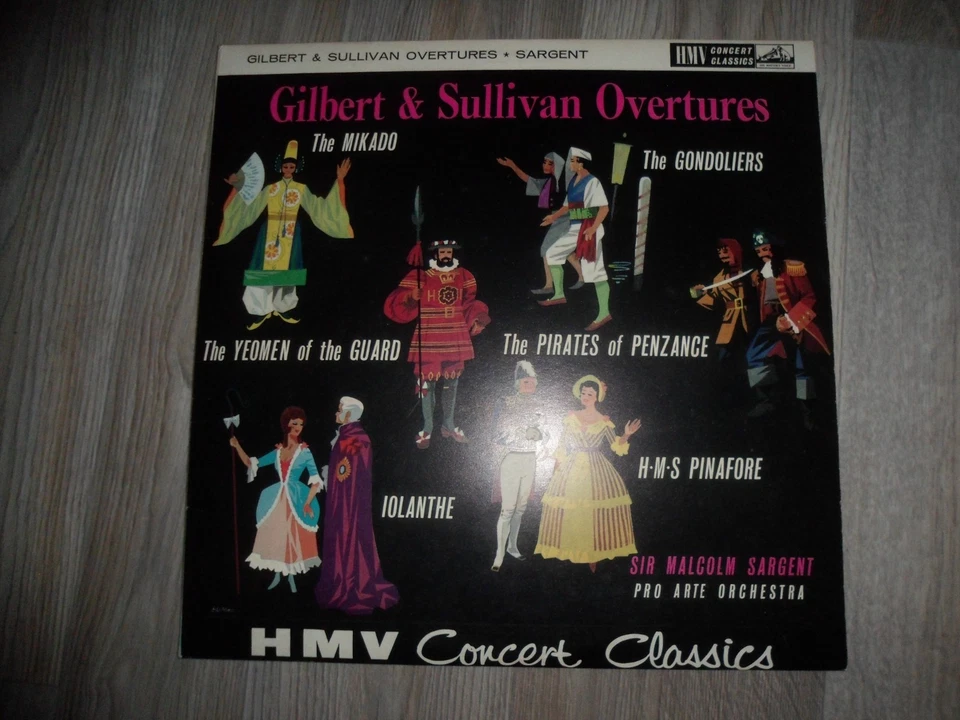 GILBERT & SULLIVAN OVERTURES ★ SARGENT
HMV CONCERT CLASSICS
Gilbert & Sullivan Overtures
The MIKADO
The GONDOLIERS
The YEOMEN of the GUARD
The PIRATES of PENZANCE
H·M·S PINAFORE
IOLANTHE
SIR MALCOLM SARGENT
PRO ARTE ORCHESTRA
HMV Concert Classics